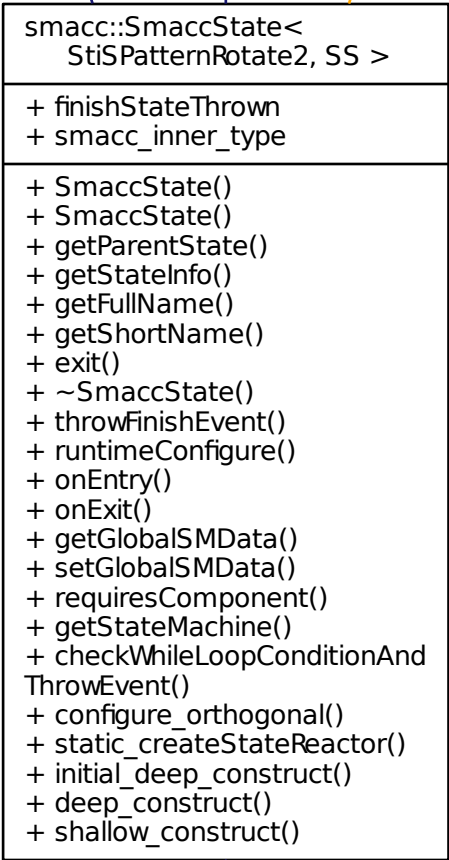 smacc::SmaccState<
StiSPatternRotate2, SS >
+ finishStateThrown
+ smacc_inner_type
+ SmaccState()
+ SmaccState()
+ getParentState()
+ getStateInfo()
+ getFullName()
+ getShortName()
+ exit()
+ ~SmaccState()
+ throwFinishEvent()
+ runtimeConfigure()
+ onEntry()
+ onExit()
+ getGlobalSMData()
+ setGlobalSMData()
+ requiresComponent()
+ getStateMachine()
+ checkWhileLoopConditionAnd
ThrowEvent()
+ configure_orthogonal()
+ static_createStateReactor()
+ initial_deep_construct()
+ deep_construct()
+ shallow_construct()